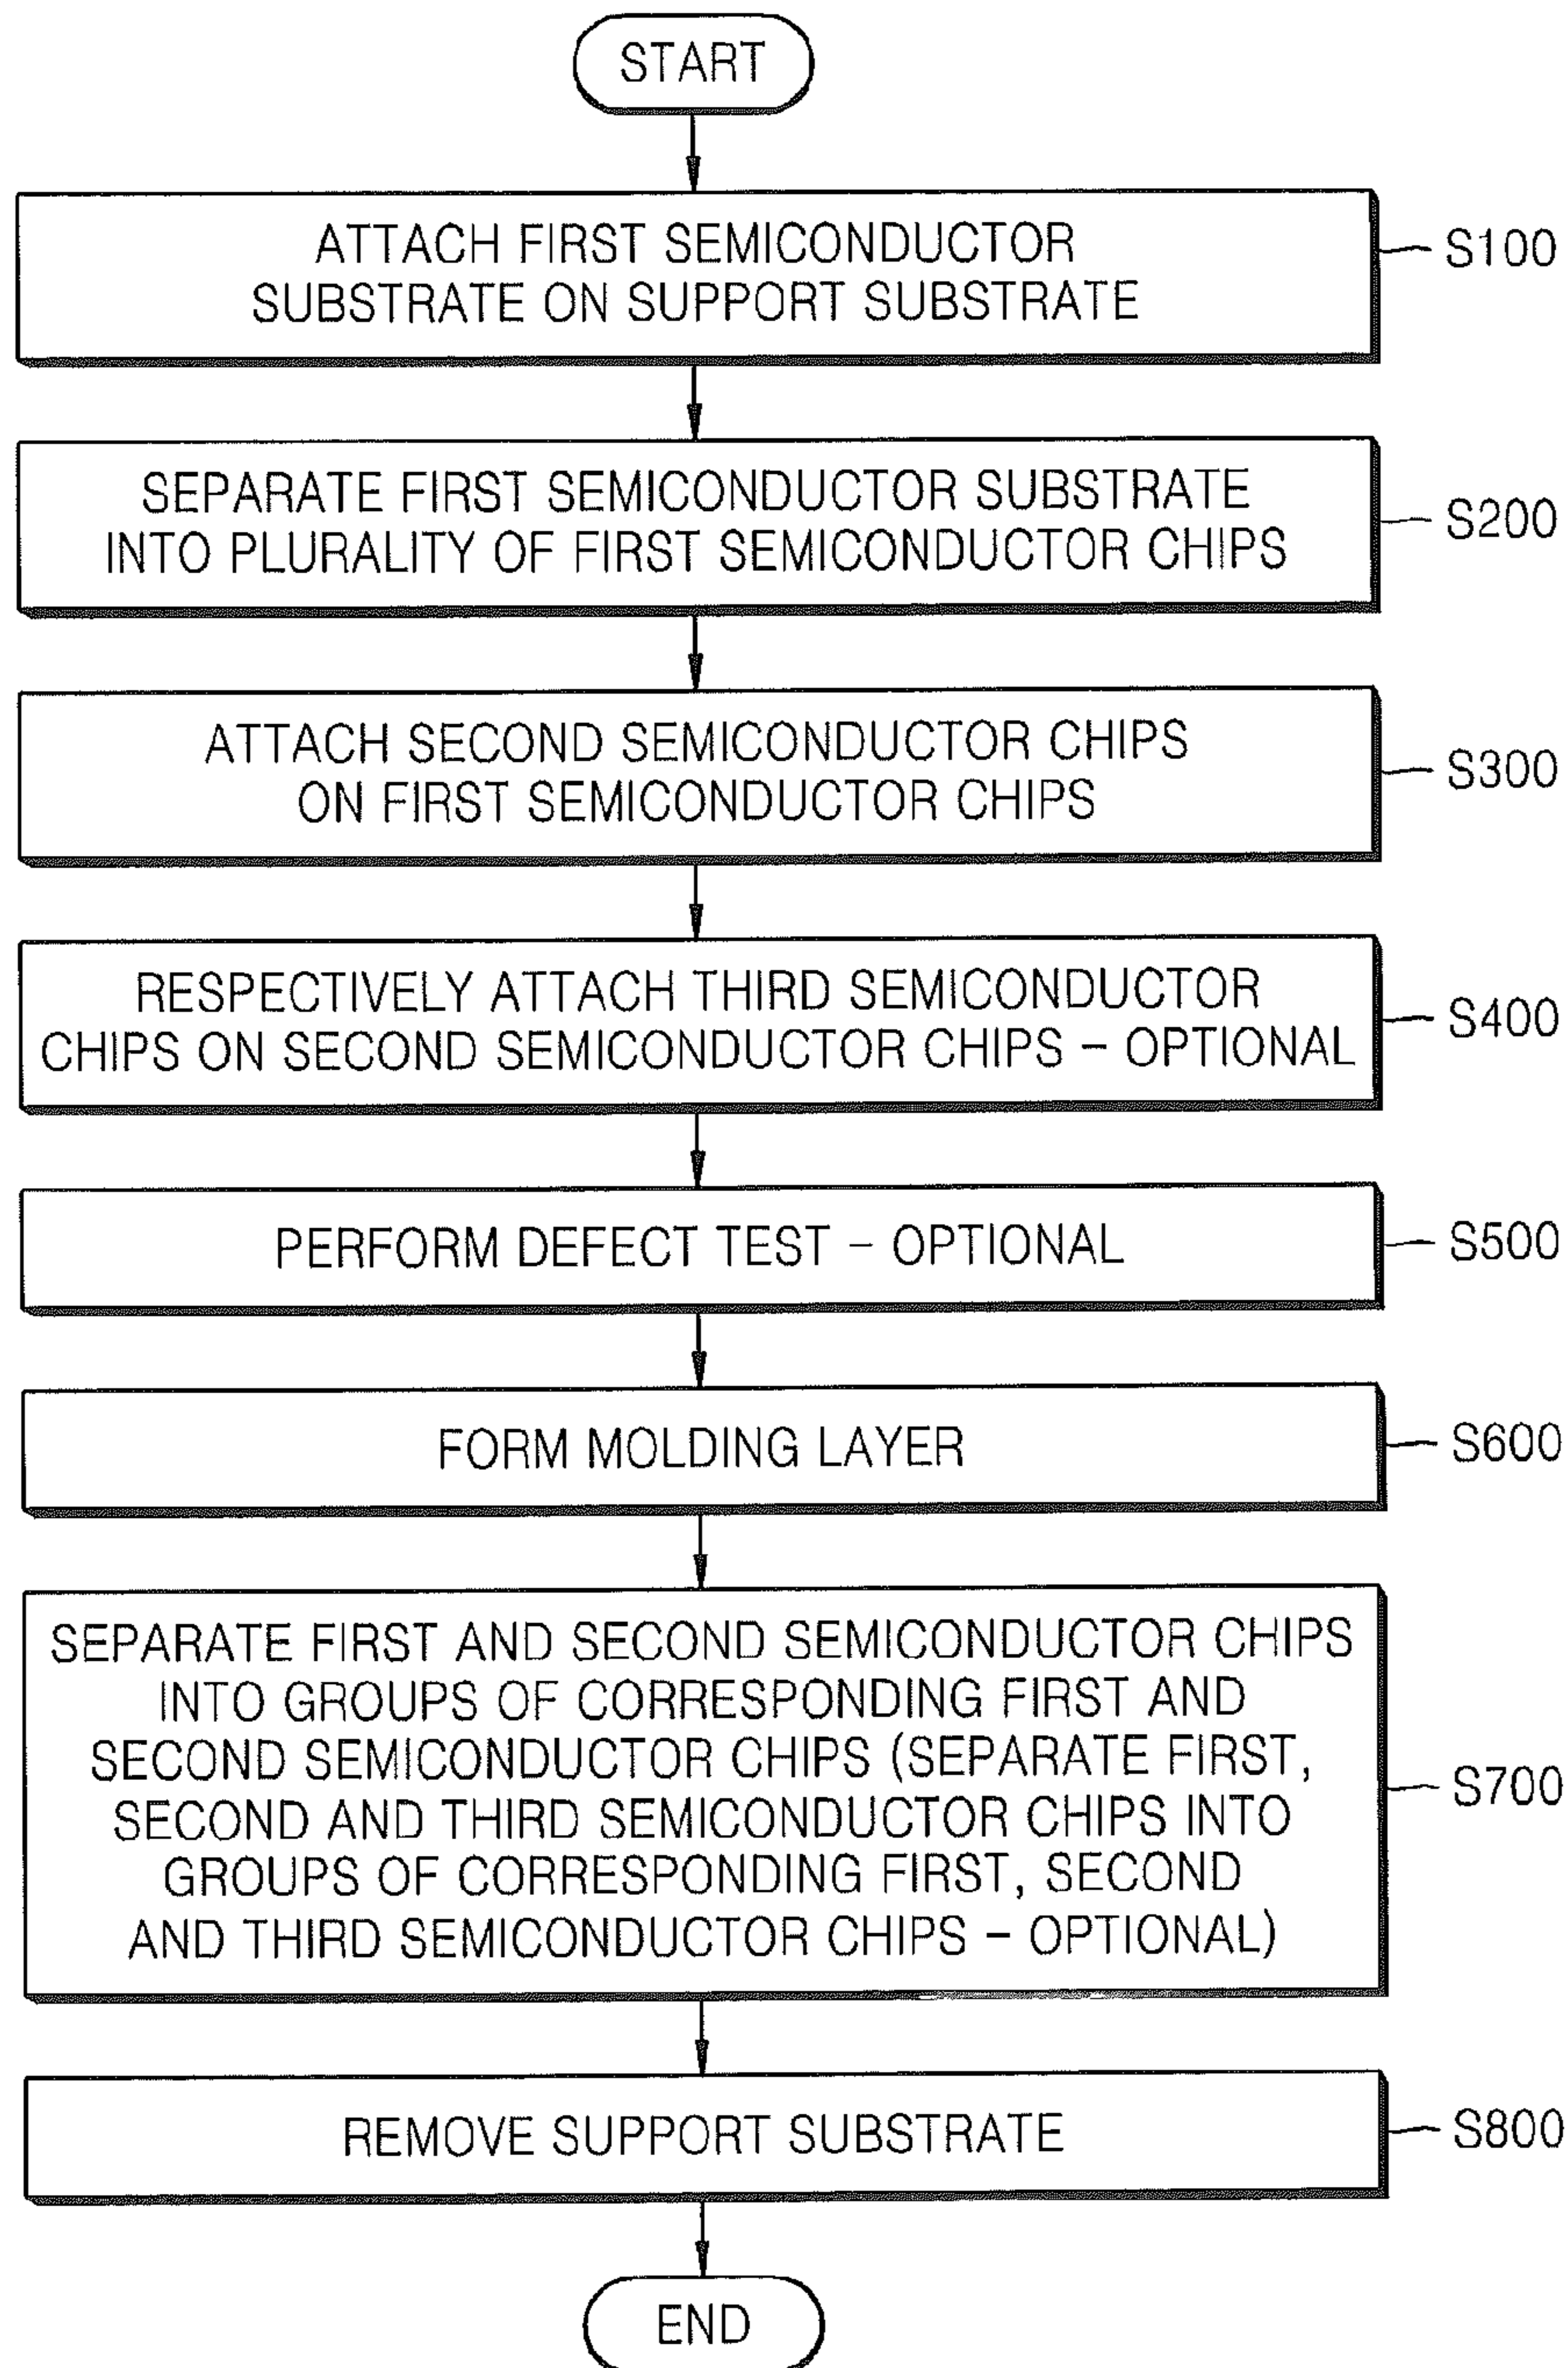 START
ATTACH FIRST SEMICONDUCTOR
SUBSTRATE ON SUPPORT SUBSTRATE
S100
SEPARATE FIRST SEMICONDUCTOR SUBSTRATE
INTO PLURALITY OF FIRST SEMICONDUCTOR CHIPS
S200
ATTACH SECOND SEMICONDUCTOR CHIPS
ON FIRST SEMICONDUCTOR CHIPS
S300
RESPECTIVELY ATTACH THIRD SEMICONDUCTOR
CHIPS ON SECOND SEMICONDUCTOR CHIPS – OPTIONAL
S400
PERFORM DEFECT TEST – OPTIONAL
S500
FORM MOLDING LAYER
S600
SEPARATE FIRST AND SECOND SEMICONDUCTOR CHIPS
INTO GROUPS OF CORRESPONDING FIRST AND
SECOND SEMICONDUCTOR CHIPS (SEPARATE FIRST,
SECOND AND THIRD SEMICONDUCTOR CHIPS INTO
GROUPS OF CORRESPONDING FIRST, SECOND
AND THIRD SEMICONDUCTOR CHIPS – OPTIONAL)
S700
REMOVE SUPPORT SUBSTRATE
S800
END